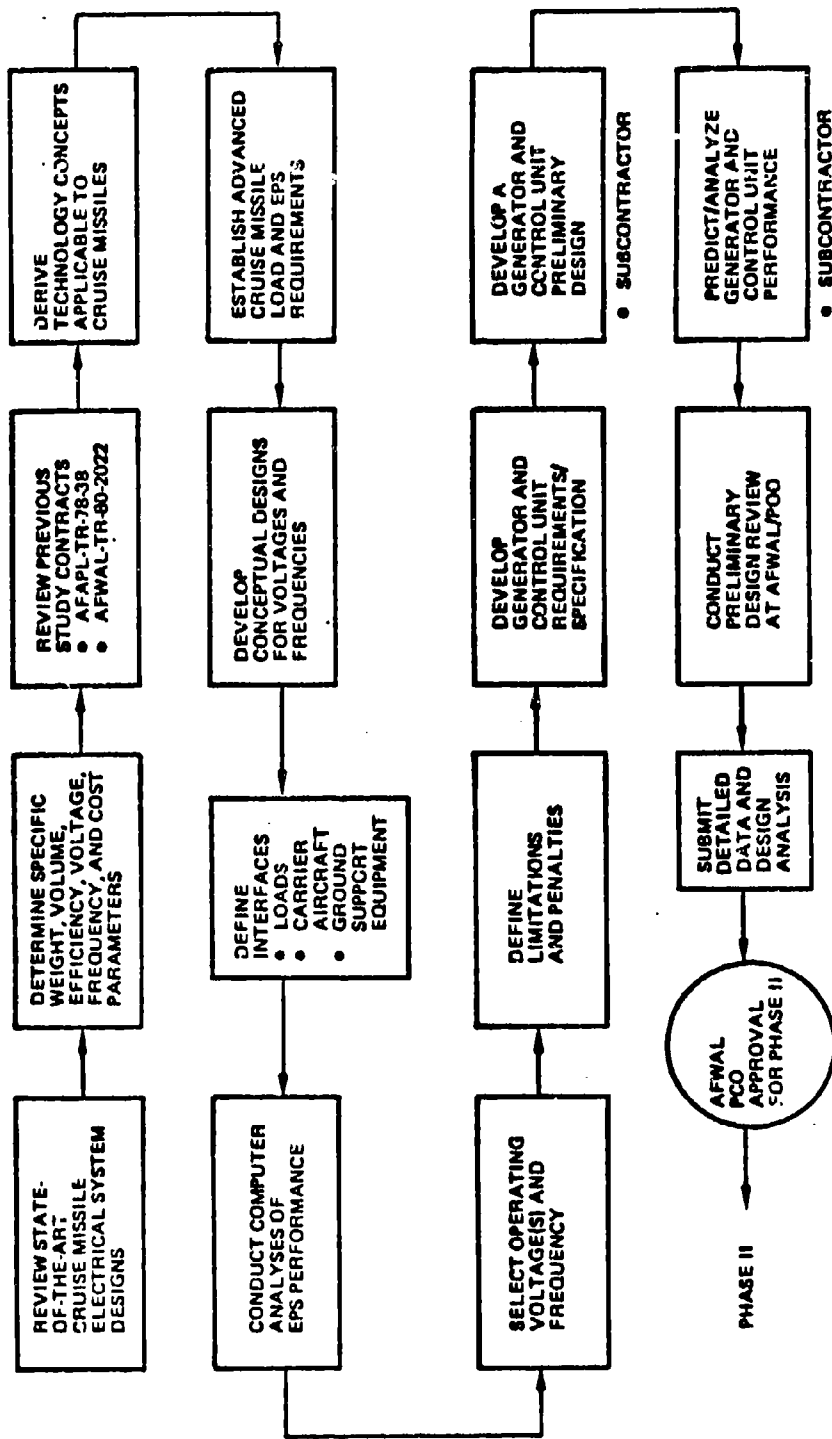 REVIEW STATE-
OF-THE-ART
CRUISE MISSILE
ELECTRICAL SYSTEM
DESIGNS
DETERMINE SPECIFIC
WEIGHT, VOLUME,
EFFICIENCY, VOLTAGE,
FREQUENCY, AND COST
PARAMETERS
REVIEW PREVIOUS
STUDY CONTRACTS
• AFAPL-TR-78-38
• AFWAL-TR-80-2022
DERIVE
TECHNOLOGY CONCEPTS
APPLICABLE TO
CRUISE MISSILES
ESTABLISH ADVANCED
CRUISE MISSILE
LOAD AND EPS
REQUIREMENTS
DEVELOP
CONCEPTUAL DESIGNS
FOR VOLTAGES AND
FREQUENCIES
DEFINE
INTERFACES
• LOADS
• CARRIER
AIRCRAFT
• GROUND
SUPPORT
EQUIPMENT
CONDUCT COMPUTER
ANALYSES OF
EPS PERFORMANCE
SELECT OPERATING
VOLTAGE(S) AND
FREQUENCY
DEFINE
LIMITATIONS
AND PENALTIES
DEVELOP
GENERATOR AND
CONTROL UNIT
REQUIREMENTS/
SPECIFICATION
DEVELOP A
GENERATOR AND
CONTROL UNIT
PRELIMINARY
DESIGN
• SUBCONTRACTOR
PREDICT/ANALYZE
GENERATOR AND
CONTROL UNIT
PERFORMANCE
• SUBCONTRACTOR
CONDUCT
PRELIMINARY
DESIGN REVIEW
AT AFWAL/POO
SUBMIT
DETAILED
DATA AND
DESIGN
ANALYSIS
AFWAL
PCO
APPROVAL
FOR PHASE II
PHASE II